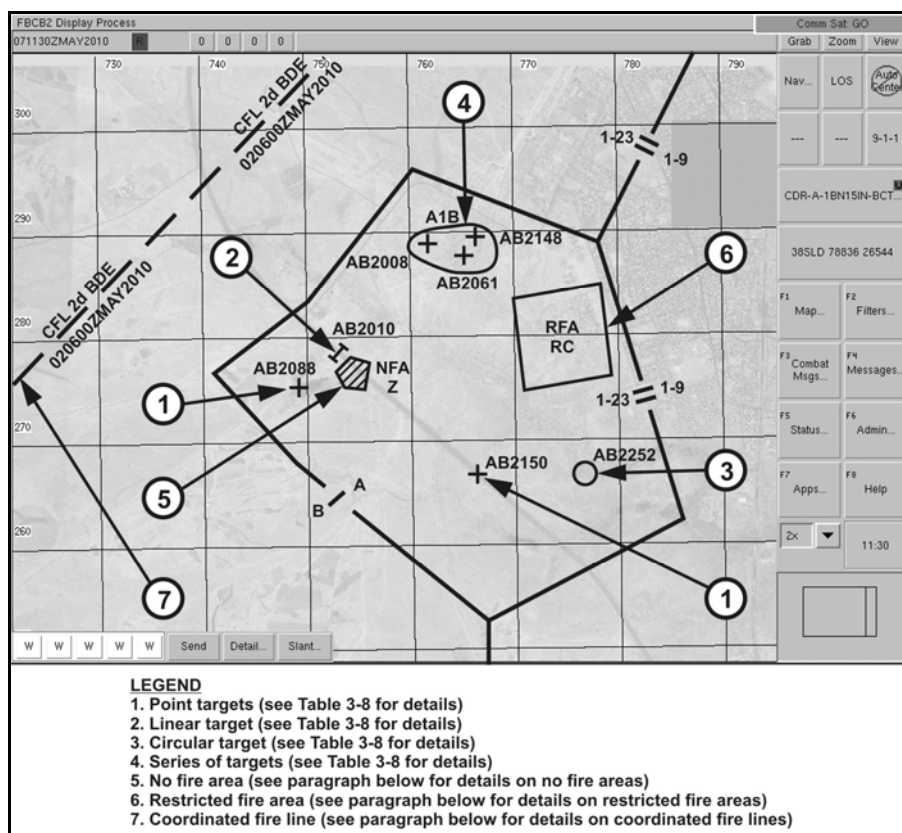 FBCB2 Display Process
Comm Sat: GO
071130ZMAY2010 R 0 0 0 0
Grab Zoom View
730 740 750 760 770 780 790
300
290
280
270
260
CFL 2d BDE
020600ZMAY2010
CFL 2d BDE
020600ZMAY2010
4
1-23
1-9
A1B
AB2148
AB2008
AB2061
2
6
AB2010
RFA
RC
NFA
Z
AB2088
1
1-9
1-23
AB2150
AB2252
3
5
A
B
7
1
Nav... LOS Auto Center
--- --- 9-1-1
U
CDR-A-1BN15IN-BCT...
38SLD 78836 26544
F1 Map... F2 Filters...
F3 Combat Msgs... F4 Messages...
F5 Status... F6 Admin...
F7 Apps... F8 Help
2x 11:30
W W W W W Send Detail... Slant...
LEGEND
1. Point targets (see Table 3-8 for details)
2. Linear target (see Table 3-8 for details)
3. Circular target (see Table 3-8 for details)
4. Series of targets (see Table 3-8 for details)
5. No fire area (see paragraph below for details on no fire areas)
6. Restricted fire area (see paragraph below for details on restricted fire areas)
7. Coordinated fire line (see paragraph below for details on coordinated fire lines)